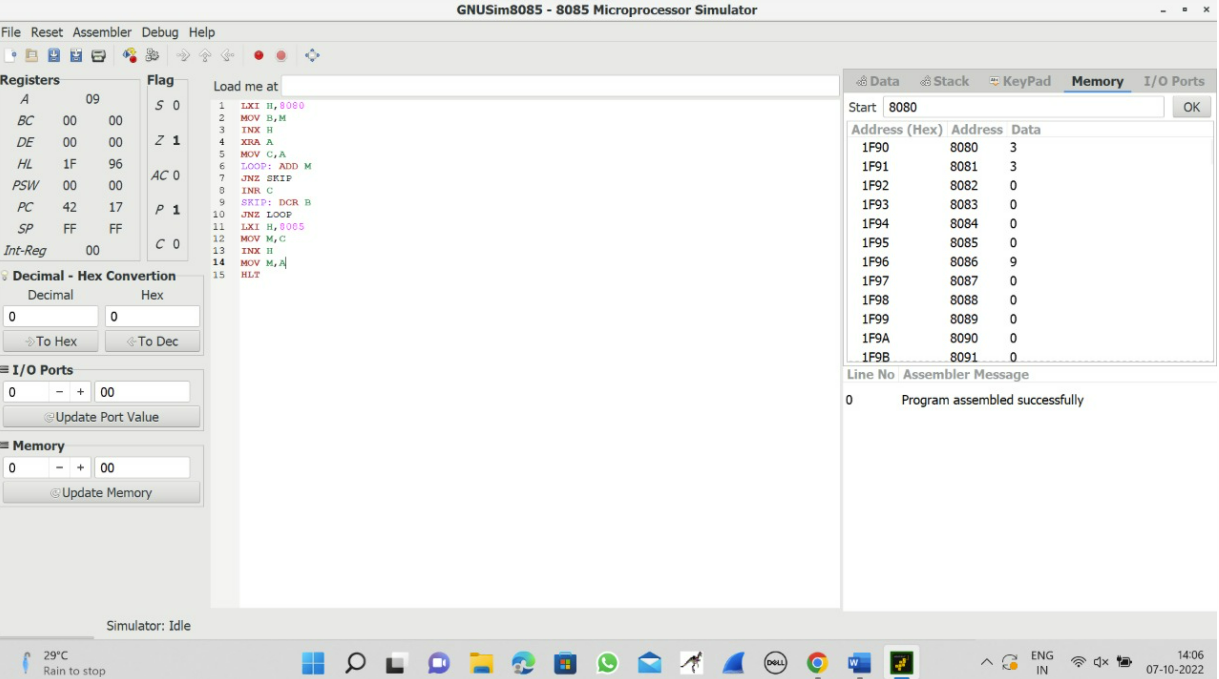 GNUSim8085 - 8085 Microprocessor Simulator
File Reset Assembler Debug Help
Registers
A 09
BC 00 00
DE 00 00
HL 1F 96
PSW 00 00
PC 42 17
SP FF FF
Int-Reg 00
Flag
S 0
Z 1
AC 0
P 1
C 0
Decimal - Hex Convertion
Decimal Hex
0 0
To Hex To Dec
I/O Ports
0 - + 00
Update Port Value
Memory
0 - + 00
Update Memory
Load me at
1 LXI H,8080
2 MOV B,M
3 INX H
4 XRA A
5 MOV C,A
6 LOOP: ADD M
7 JNZ SKIP
8 INR C
9 SKIP: DCR B
10 JNZ LOOP
11 LXI H,8085
12 MOV M,C
13 INX H
14 MOV M,A
15 HLT
Data Stack KeyPad Memory I/O Ports
Start 8080 OK
Address (Hex) Address Data
1F90 8080 3
1F91 8081 3
1F92 8082 0
1F93 8083 0
1F94 8084 0
1F95 8085 0
1F96 8086 9
1F97 8087 0
1F98 8088 0
1F99 8089 0
1F9A 8090 0
1F9B 8091 0
Line No Assembler Message
0 Program assembled successfully
Simulator: Idle
29°C
Rain to stop
DELL
W
ENG
IN
14:06
07-10-2022